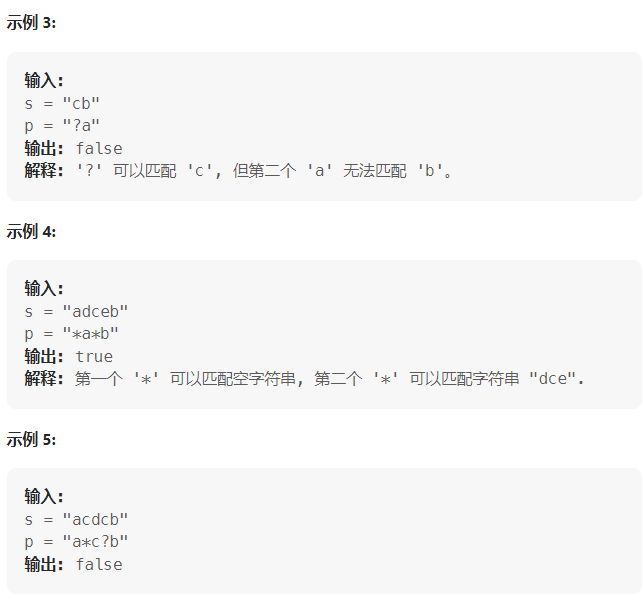 示例 3:
输入:
s = "cb"
p = "?a"
输出: false
解释: '?' 可以匹配 'c', 但第二个 'a' 无法匹配 'b'。
示例 4:
输入:
s = "adceb"
p = "*a*b"
输出: true
解释: 第一个 '*' 可以匹配空字符串, 第二个 '*' 可以匹配字符串 "dce".
示例 5:
输入:
s = "acdcb"
p = "a*c?b"
输出: false